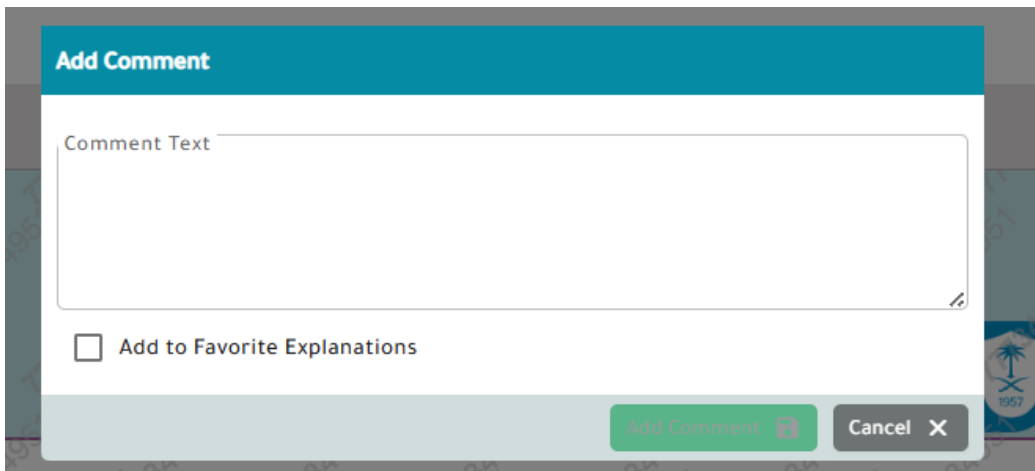 Add Comment
Comment Text
Add to Favorite Explanations
Add Comment
Cancel
1957